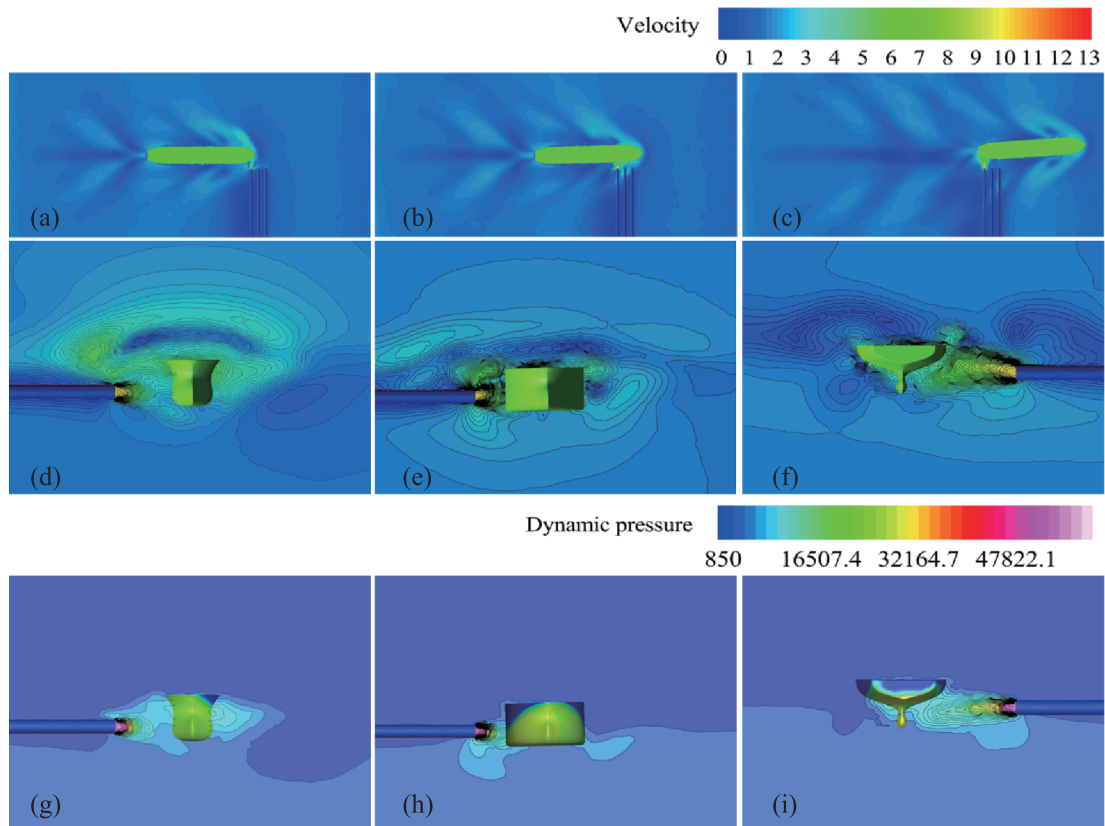 Velocity
0 1 2 3 4 5 6 7 8 9 10 11 12 13
(a) (b) (c)
(d) (e) (f)
Dynamic pressure
850 16507.4 32164.7 47822.1
(g) (h) (i)